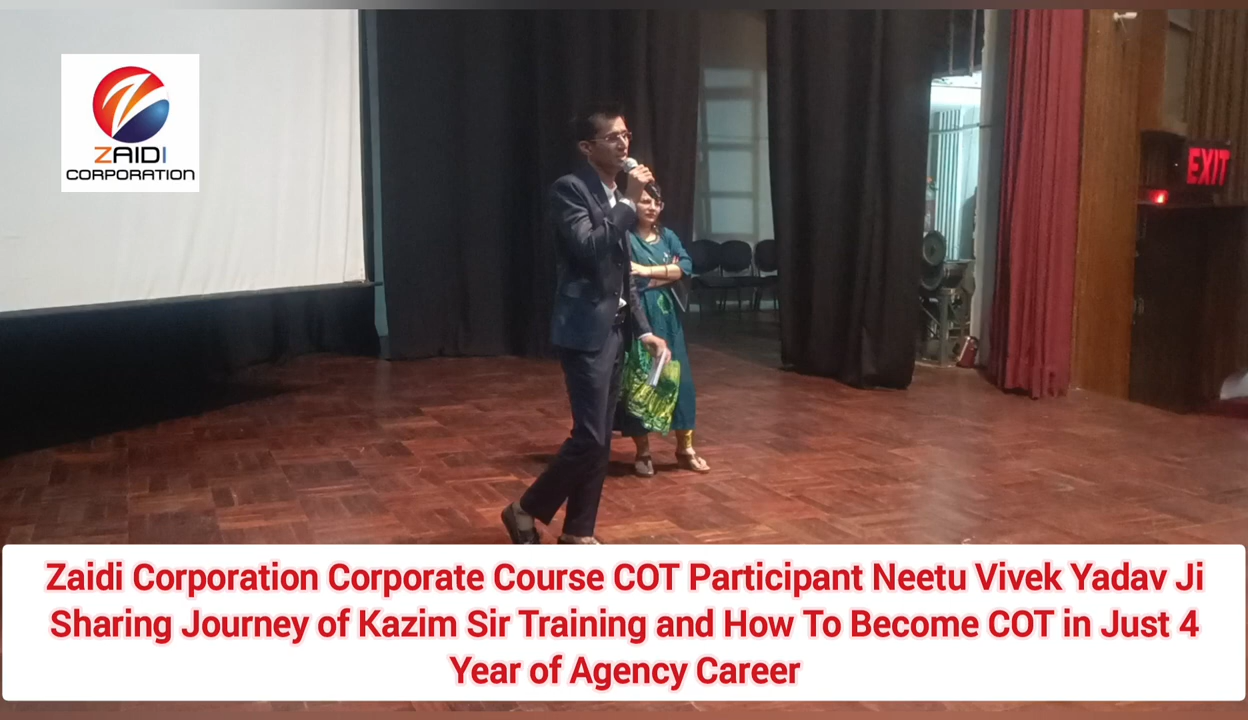 ZAIDI
CORPORATION
EXIT
Zaidi Corporation Corporate Course COT Participant Neetu Vivek Yadav Ji
Sharing Journey of Kazim Sir Training and How To Become COT in Just 4
Year of Agency Career